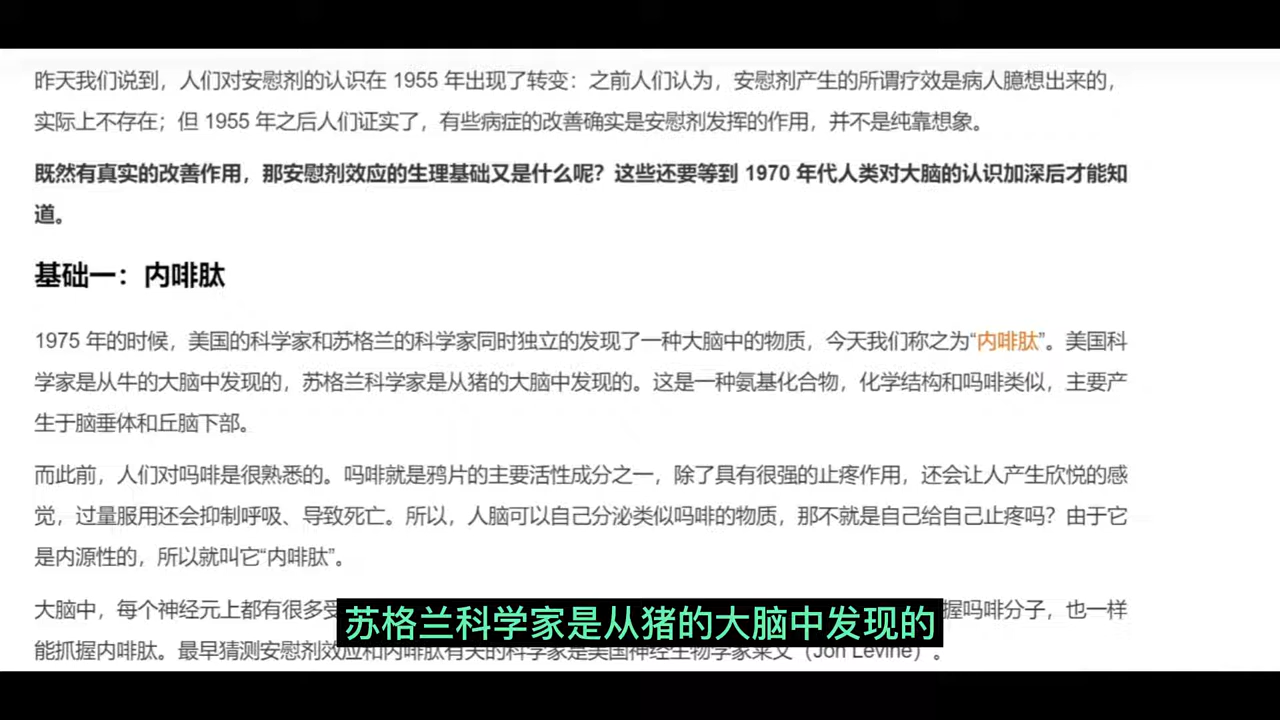 昨天我们说到，人们对安慰剂的认识在 1955 年出现了转变：之前人们认为，安慰剂产生的所谓疗效是病人臆想出来的，
实际上不存在；但 1955 年之后人们证实了，有些病症的改善确实是安慰剂发挥的作用，并不是纯靠想象。
既然有真实的改善作用，那安慰剂效应的生理基础又是什么呢？这些还要等到 1970 年代人类对大脑的认识加深后才能知
道。
基础一：内啡肽
1975 年的时候，美国的科学家和苏格兰的科学家同时独立的发现了一种大脑中的物质，今天我们称之为“内啡肽”。美国科
学家是从牛的大脑中发现的，苏格兰科学家是从猪的大脑中发现的。这是一种氨基化合物，化学结构和吗啡类似，主要产
生于脑垂体和丘脑下部。
而此前，人们对吗啡是很熟悉的。吗啡就是鸦片的主要活性成分之一，除了具有很强的止疼作用，还会让人产生欣悦的感
觉，过量服用还会抑制呼吸、导致死亡。所以，人脑可以自己分泌类似吗啡的物质，那不就是自己给自己止疼吗？由于它
是内源性的，所以就叫它“内啡肽”。
大脑中，每个神经元上都有很多 握吗啡分子，也一样
苏格兰科学家是从猪的大脑中发现的
能抓握内啡肽。最早猜测安慰剂效应和内啡肽有关的科学家是美国神经生物学家莱文（Jon Levine）。